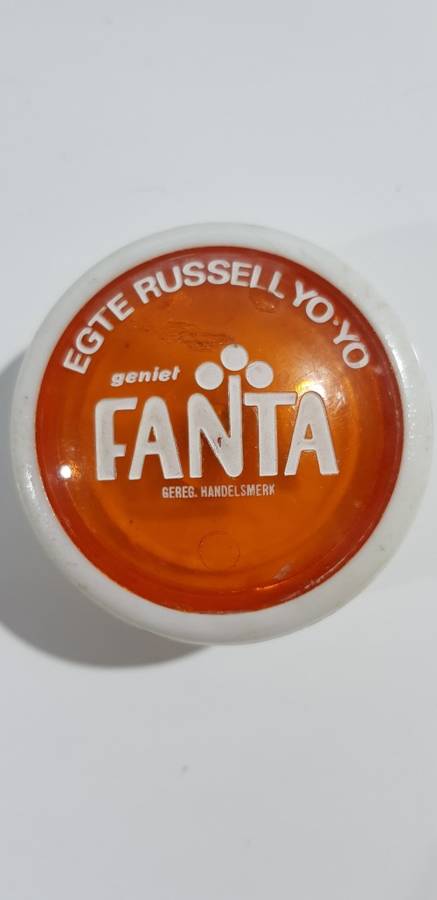 EGTE RUSSELL YO·YO
geniet
FANTA
GEREG. HANDELSMERK